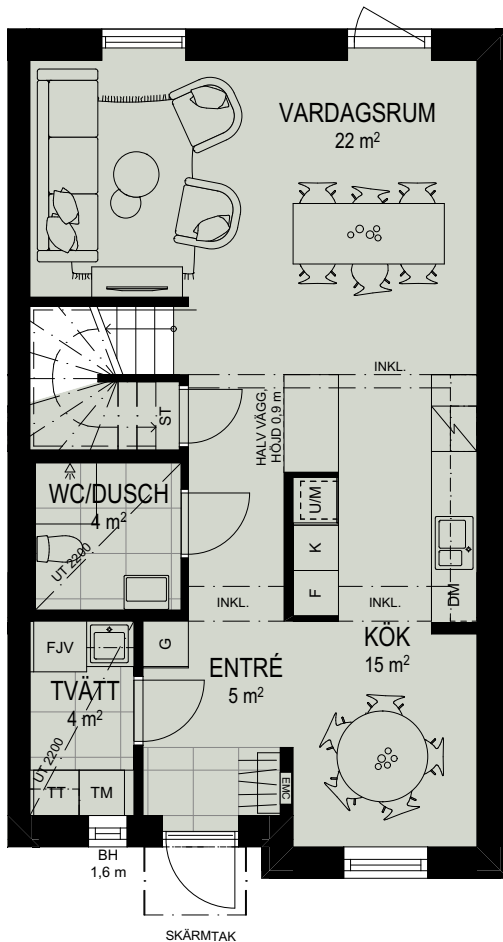 VARDAGSRUM
22 m²
INKL.
HALV VÄGG.
HÖJD 0,9 m
ST
WC/DUSCH
4 m²
UT 2200
U/M
K
F
DM
INKL.
INKL.
KÖK
15 m²
G
ENTRÉ
5 m²
FJV
TVÄTT
4 m²
UT 2200
TT
TM
EMC
BH
1,6 m
SKÄRMTAK